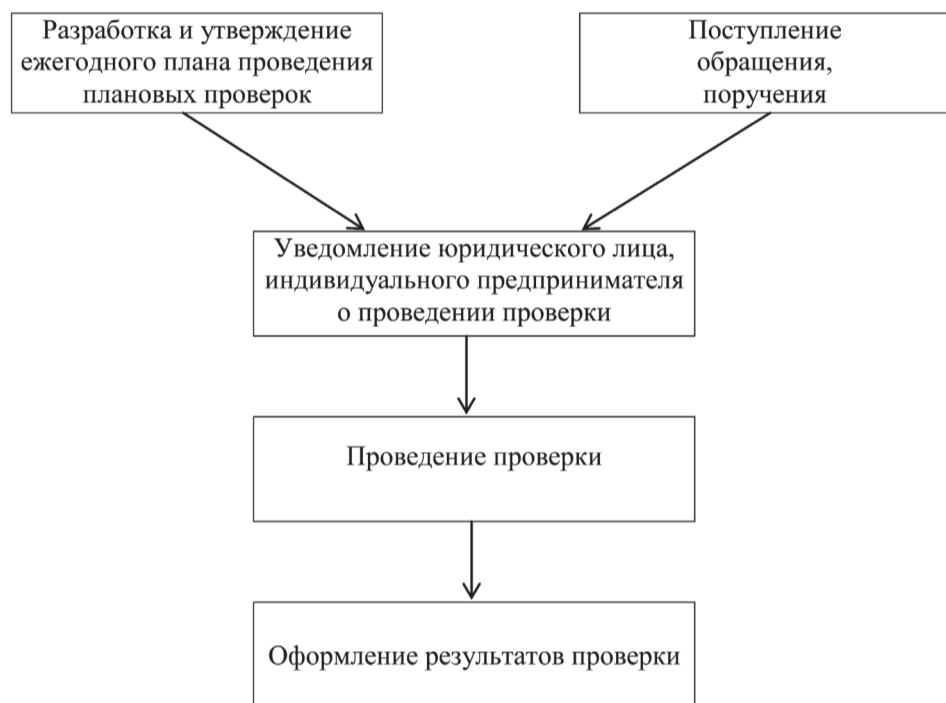 Разработка и утверждение
ежегодного плана проведения
плановых проверок
Поступление
обращения,
поручения
Уведомление юридического лица,
индивидуального предпринимателя
о проведении проверки
Проведение проверки
Оформление результатов проверки